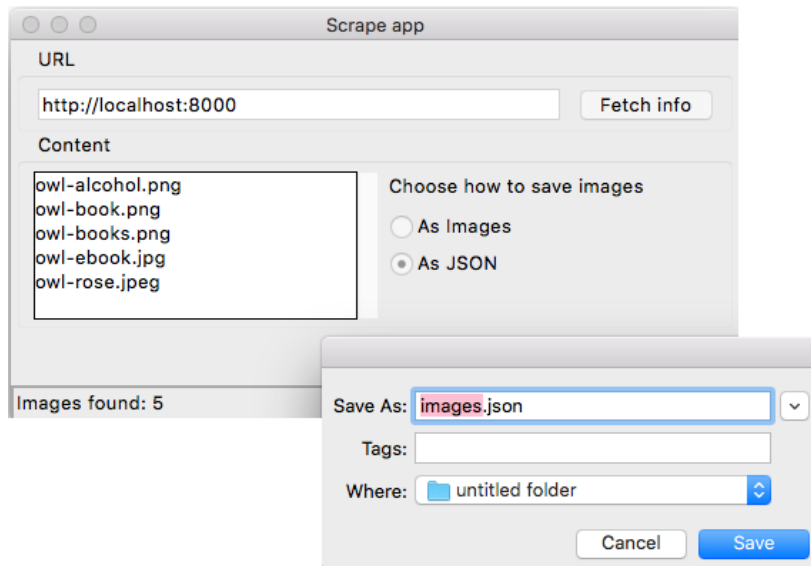 Scrape app
URL
http://localhost:8000
Fetch info
Content
owl-alcohol.png
owl-book.png
owl-books.png
owl-ebook.jpg
owl-rose.jpeg
Choose how to save images
As Images
As JSON
Images found: 5
Save As: images.json
Tags:
Where: untitled folder
Cancel Save